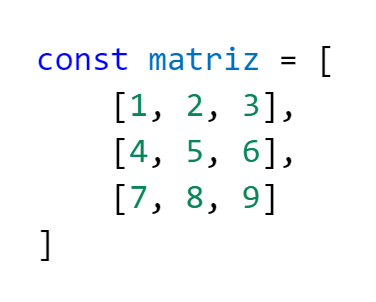 const matriz = [
    [1, 2, 3],
    [4, 5, 6],
    [7, 8, 9]
]